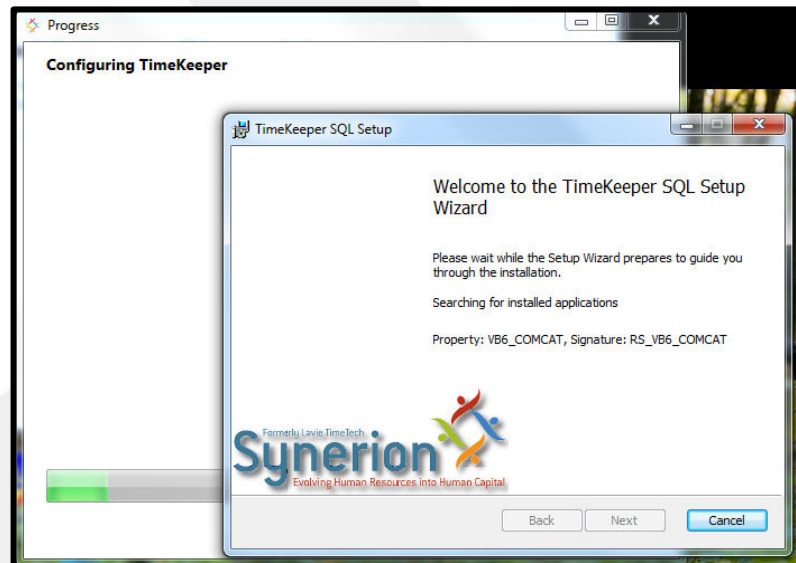 Progress
Configuring TimeKeeper
TimeKeeper SQL Setup
Welcome to the TimeKeeper SQL Setup
Wizard
Please wait while the Setup Wizard prepares to guide you
through the installation.
Searching for installed applications
Property: VB6_COMCAT, Signature: RS_VB6_COMCAT
Formerly Lavie TimeTech
Synerion
Evolving Human Resources into Human Capital
Back Next Cancel